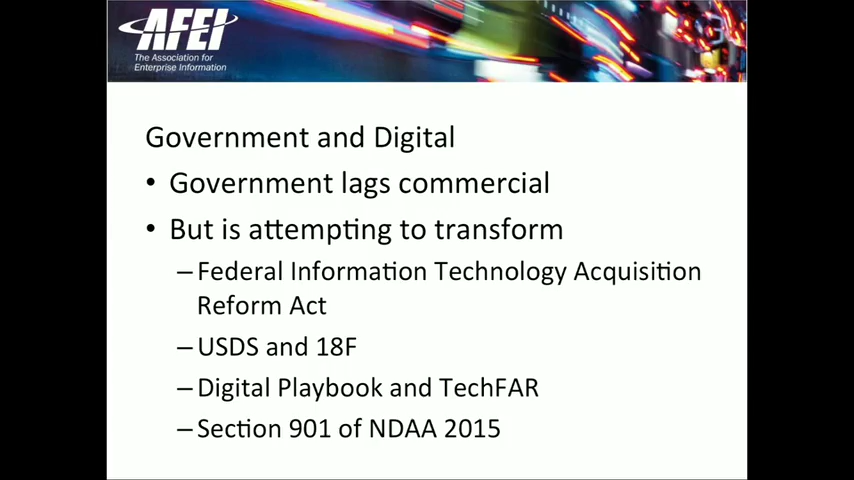 AFEI
The Association for
Enterprise Information
Government and Digital
• Government lags commercial
• But is attempting to transform
– Federal Information Technology Acquisition
Reform Act
– USDS and 18F
– Digital Playbook and TechFAR
– Section 901 of NDAA 2015